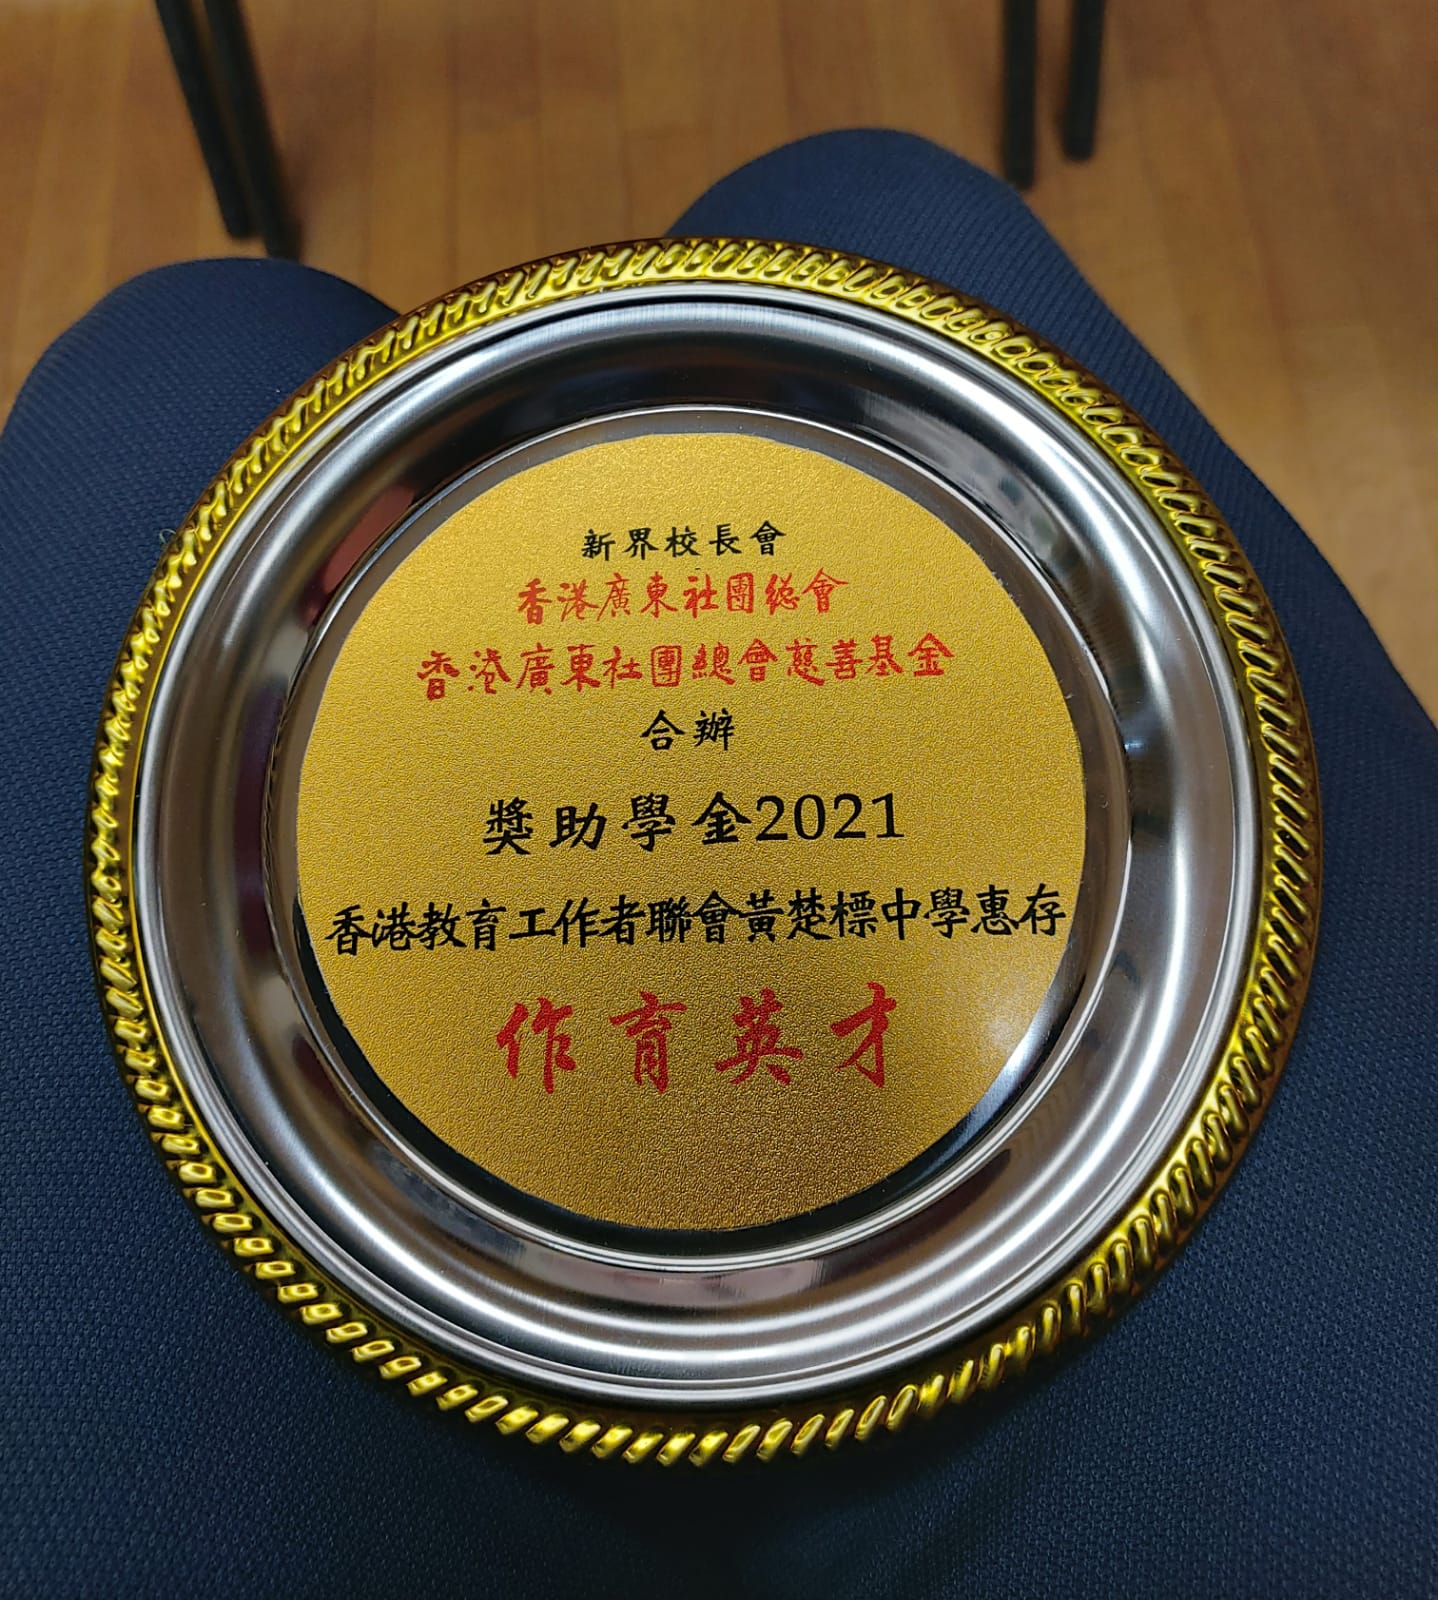 新界校長會
香港廣東社團總會
香港廣東社團總會慈善基金
合辦
獎助學金2021
香港教育工作者聯會黃楚標中學惠存
作育英才